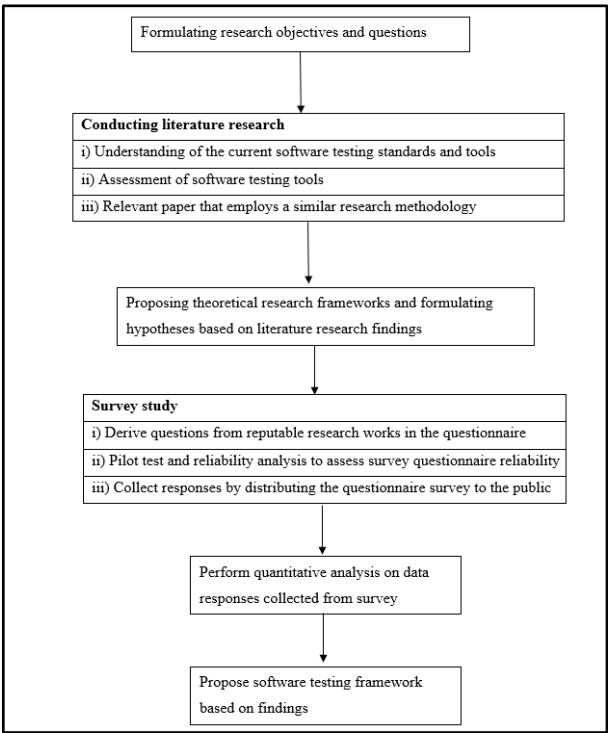 Formulating research objectives and questions
Conducting literature research
i) Understanding of the current software testing standards and tools
ii) Assessment of software testing tools
iii) Relevant paper that employs a similar research methodology
Proposing theoretical research frameworks and formulating
hypotheses based on literature research findings
Survey study
i) Derive questions from reputable research works in the questionnaire
ii) Pilot test and reliability analysis to assess survey questionnaire reliability
iii) Collect responses by distributing the questionnaire survey to the public
Perform quantitative analysis on data
responses collected from survey
Propose software testing framework
based on findings